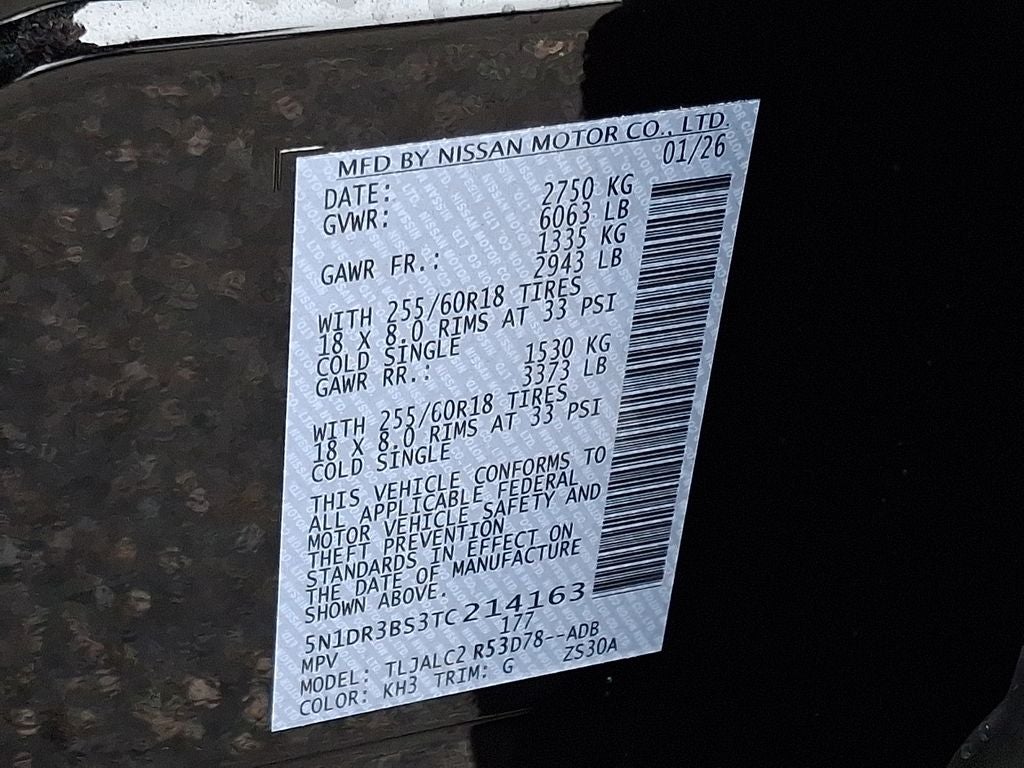 MFD BY NISSAN MOTOR CO., LTD.
DATE: 01/26
GVWR: 2750 KG
6063 LB
GAWR FR.: 1335 KG
2943 LB
WITH 255/60R18 TIRES
18 X 8.0 RIMS AT 33 PSI
COLD SINGLE
GAWR RR.: 1530 KG
3373 LB
WITH 255/60R18 TIRES
18 X 8.0 RIMS AT 33 PSI
COLD SINGLE
THIS VEHICLE CONFORMS TO
ALL APPLICABLE FEDERAL
MOTOR VEHICLE SAFETY AND
THEFT PREVENTION
STANDARDS IN EFFECT ON
THE DATE OF MANUFACTURE
SHOWN ABOVE.
5N1DR3BS3TC214163
MPV 177
MODEL: TLJALC2 R53D78--ADB
COLOR: KH3 TRIM: G ZS30A